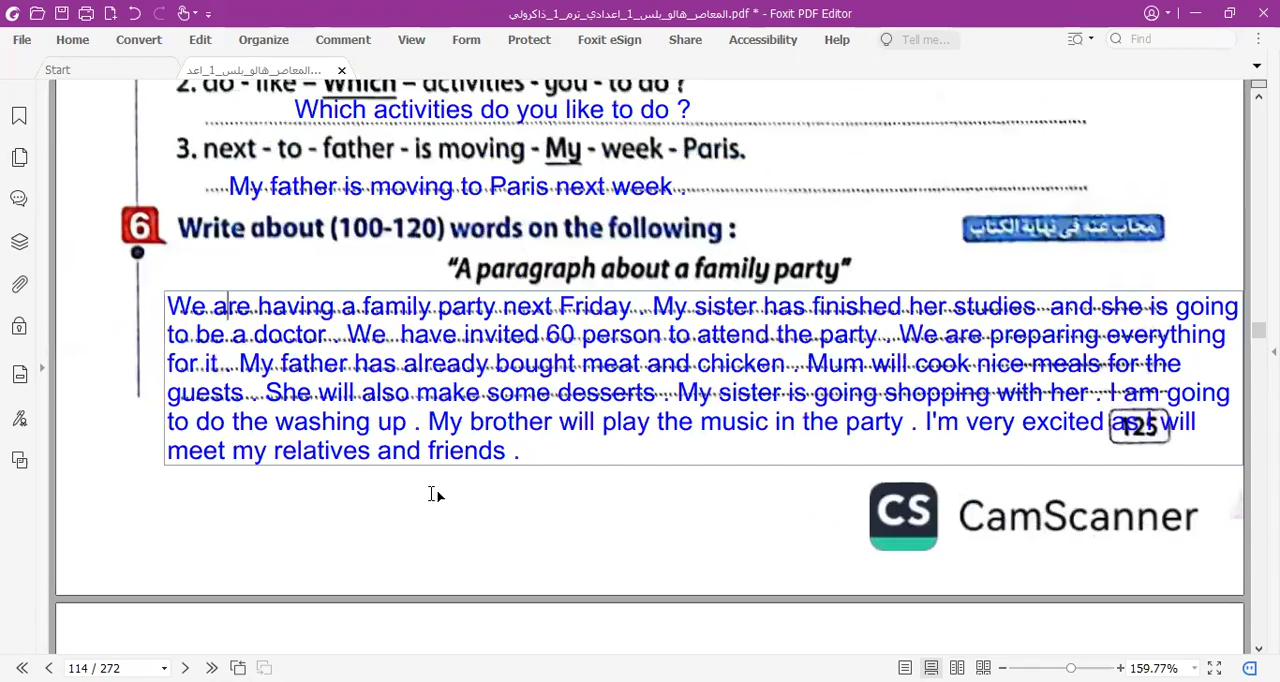 المعاصر_هالو_بلس_1_اعدادي_ترم_1_ذاكرولي.pdf * - Foxit PDF Editor
File Home Convert Edit Organize Comment View Form Protect Foxit eSign Share Accessibility Help Tell me... Find
Start المعاصر_هالو_بلس_1_اعد...
2. do - like – Which – activities - you - to do ?
Which activities do you like to do ?
3. next - to - father - is moving - My - week - Paris.
My father is moving to Paris next week .
6 Write about (100-120) words on the following : مجاب عنه في نهاية الكتاب
“A paragraph about a family party”
We are having a family party next Friday . My sister has finished her studies and she is going
to be a doctor . We have invited 60 person to attend the party . We are preparing everything
for it . My father has already bought meat and chicken . Mum will cook nice meals for the
guests . She will also make some desserts . My sister is going shopping with her . I am going
to do the washing up . My brother will play the music in the party . I'm very excited as I will
meet my relatives and friends .
125
CS CamScanner
114 / 272 159.77%